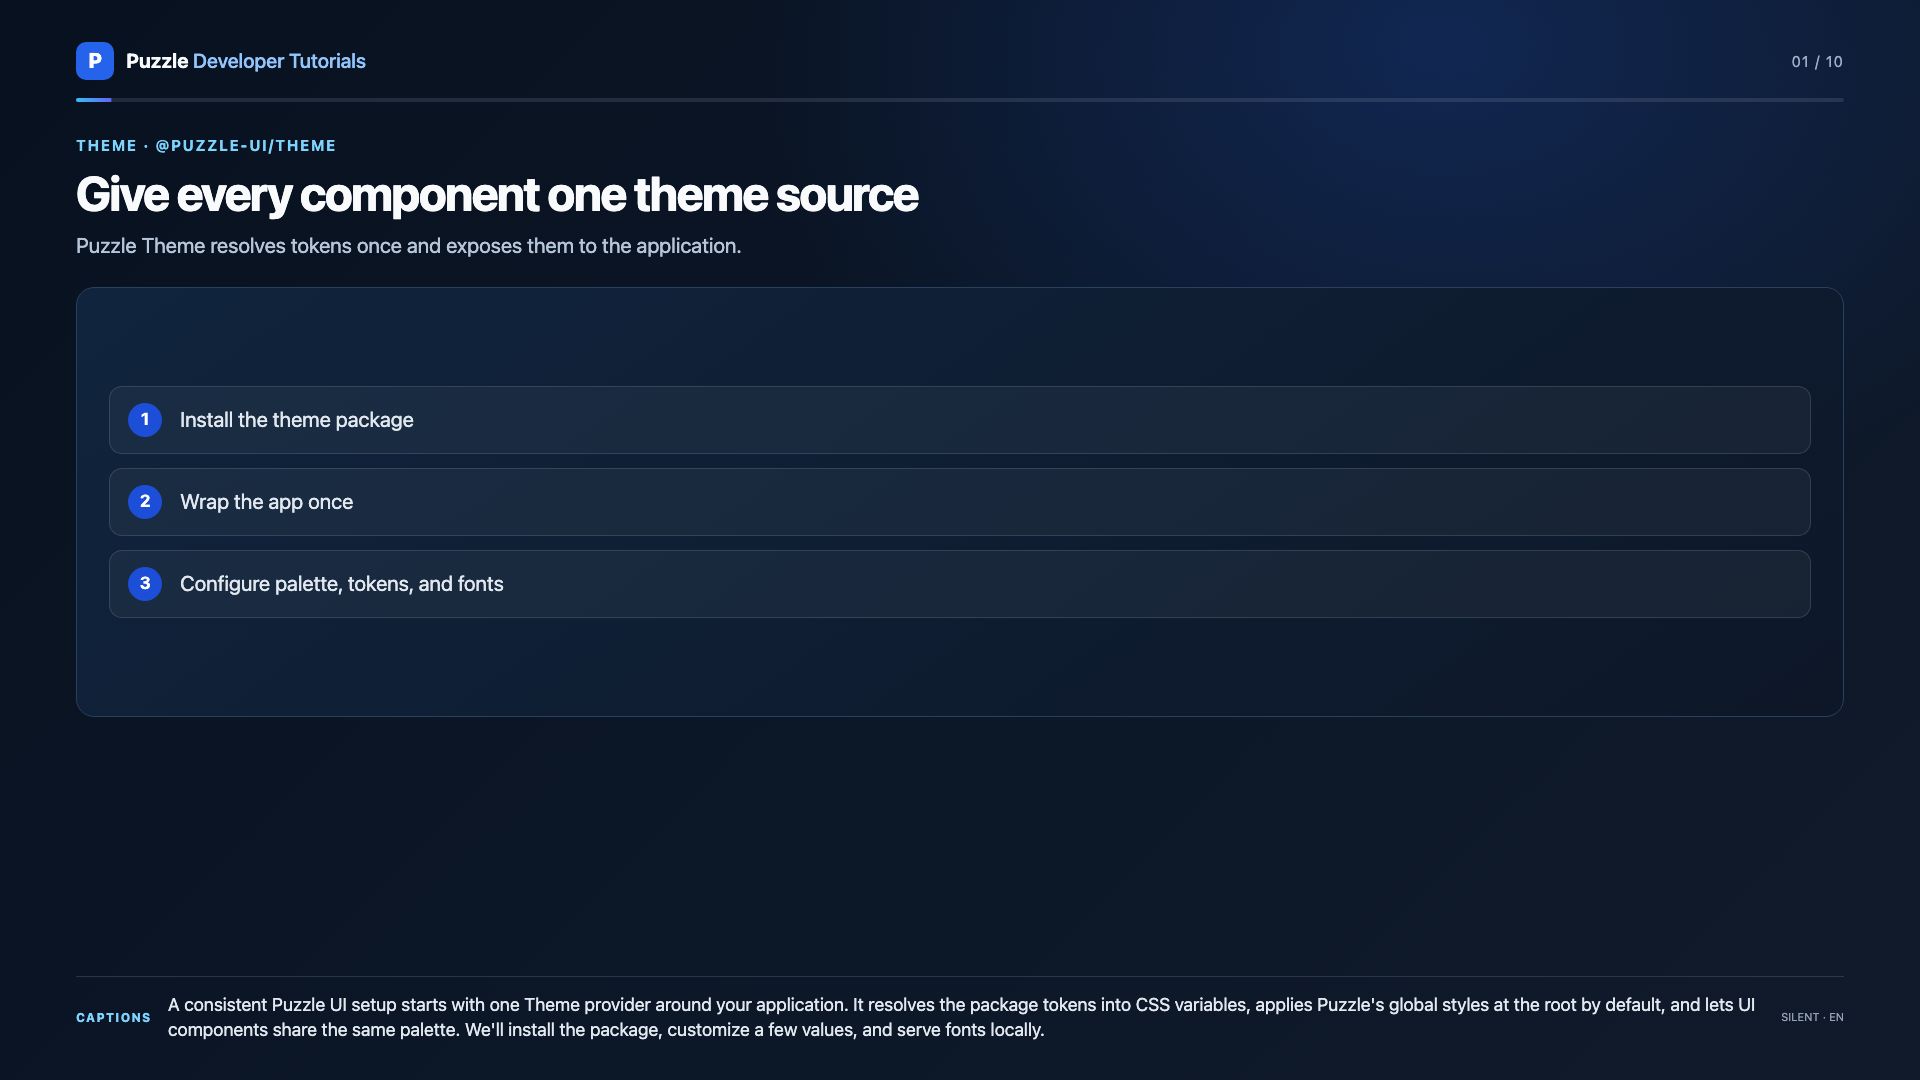 P Puzzle Developer Tutorials
01 / 10
THEME · @PUZZLE-UI/THEME
Give every component one theme source
Puzzle Theme resolves tokens once and exposes them to the application.
1 Install the theme package
2 Wrap the app once
3 Configure palette, tokens, and fonts
CAPTIONS
A consistent Puzzle UI setup starts with one Theme provider around your application. It resolves the package tokens into CSS variables, applies Puzzle's global styles at the root by default, and lets UI
components share the same palette. We'll install the package, customize a few values, and serve fonts locally.
SILENT · EN